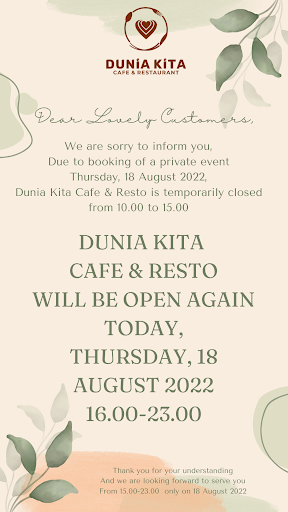 DUNIA KiTA
CAFE & RESTAURANT
Dear Lovely Customers,
We are sorry to inform you,
Due to booking of a private event
Thursday, 18 August 2022,
Dunia Kita Cafe & Resto is temporarily closed
from 10.00 to 15.00
DUNIA KITA
CAFE & RESTO
WILL BE OPEN AGAIN
TODAY,
THURSDAY, 18
AUGUST 2022
16.00-23.00
Thank you for your understanding
And we are looking forward to serve you
From 15.00-23.00 only on 18 August 2022